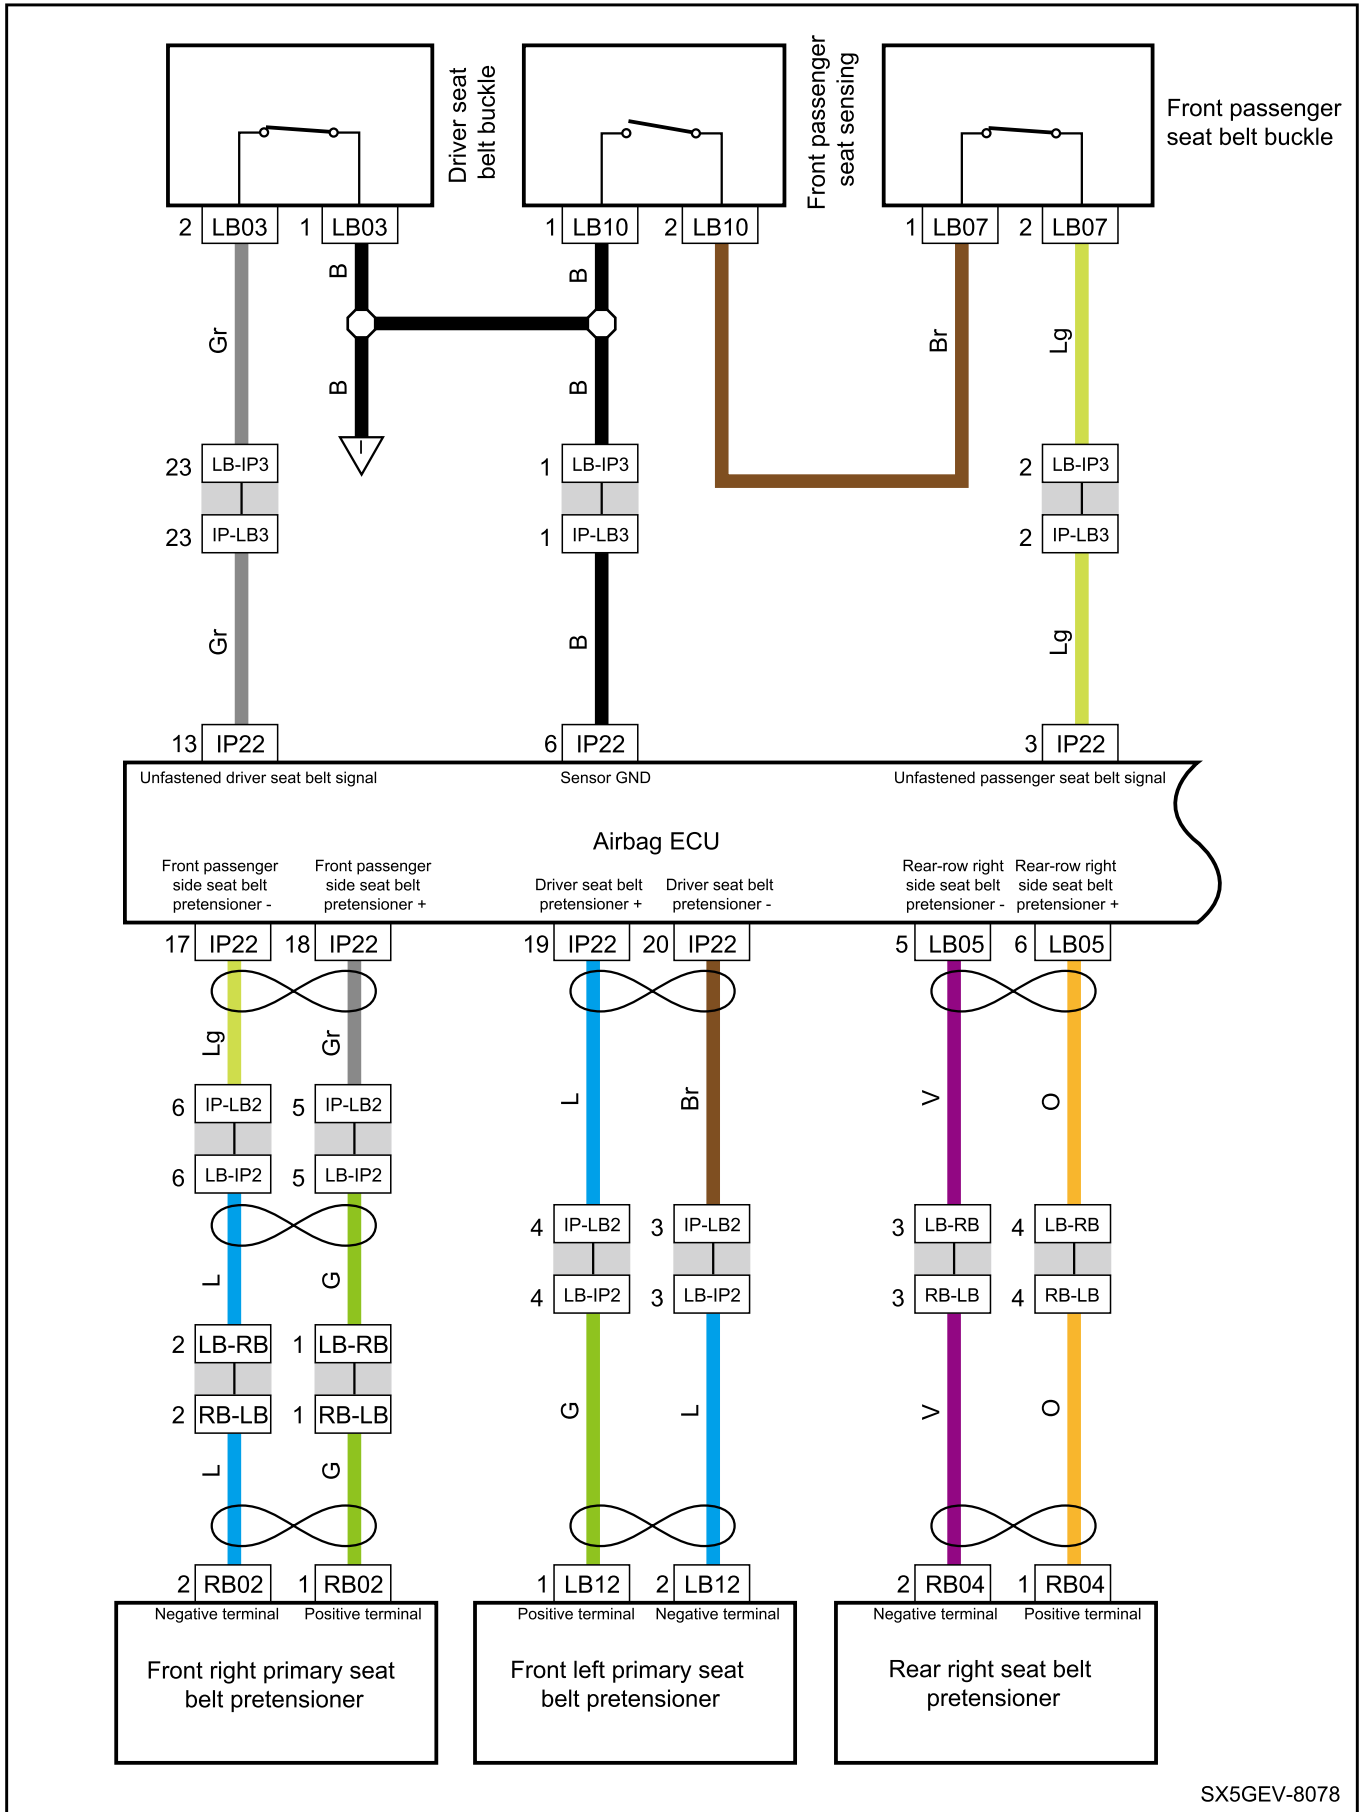 Driver seat
belt buckle
Front passenger
seat sensing
Front passenger
seat belt buckle
2 LB03 1 LB03 1 LB10 2 LB10 1 LB07 2 LB07
B B
Gr Br Lg
B B
23 LB-IP3 1 LB-IP3 2 LB-IP3
23 IP-LB3 1 IP-LB3 2 IP-LB3
Gr B Lg
13 IP22 6 IP22 3 IP22
Unfastened driver seat belt signal Sensor GND Unfastened passenger seat belt signal
Airbag ECU
Front passenger
side seat belt
pretensioner -
Front passenger
side seat belt
pretensioner +
Driver seat belt
pretensioner +
Driver seat belt
pretensioner -
Rear-row right
side seat belt
pretensioner -
Rear-row right
side seat belt
pretensioner +
17 IP22 18 IP22 19 IP22 20 IP22 5 LB05 6 LB05
Lg Gr L Br V O
6 IP-LB2 5 IP-LB2
6 LB-IP2 5 LB-IP2
4 IP-LB2 3 IP-LB2 3 LB-RB 4 LB-RB
L G
4 LB-IP2 3 LB-IP2 3 RB-LB 4 RB-LB
2 LB-RB 1 LB-RB
2 RB-LB 1 RB-LB
G L V O
L G
2 RB02 1 RB02 1 LB12 2 LB12 2 RB04 1 RB04
Negative terminal Positive terminal Positive terminal Negative terminal Negative terminal Positive terminal
Front right primary seat
belt pretensioner
Front left primary seat
belt pretensioner
Rear right seat belt
pretensioner
SX5GEV-8078